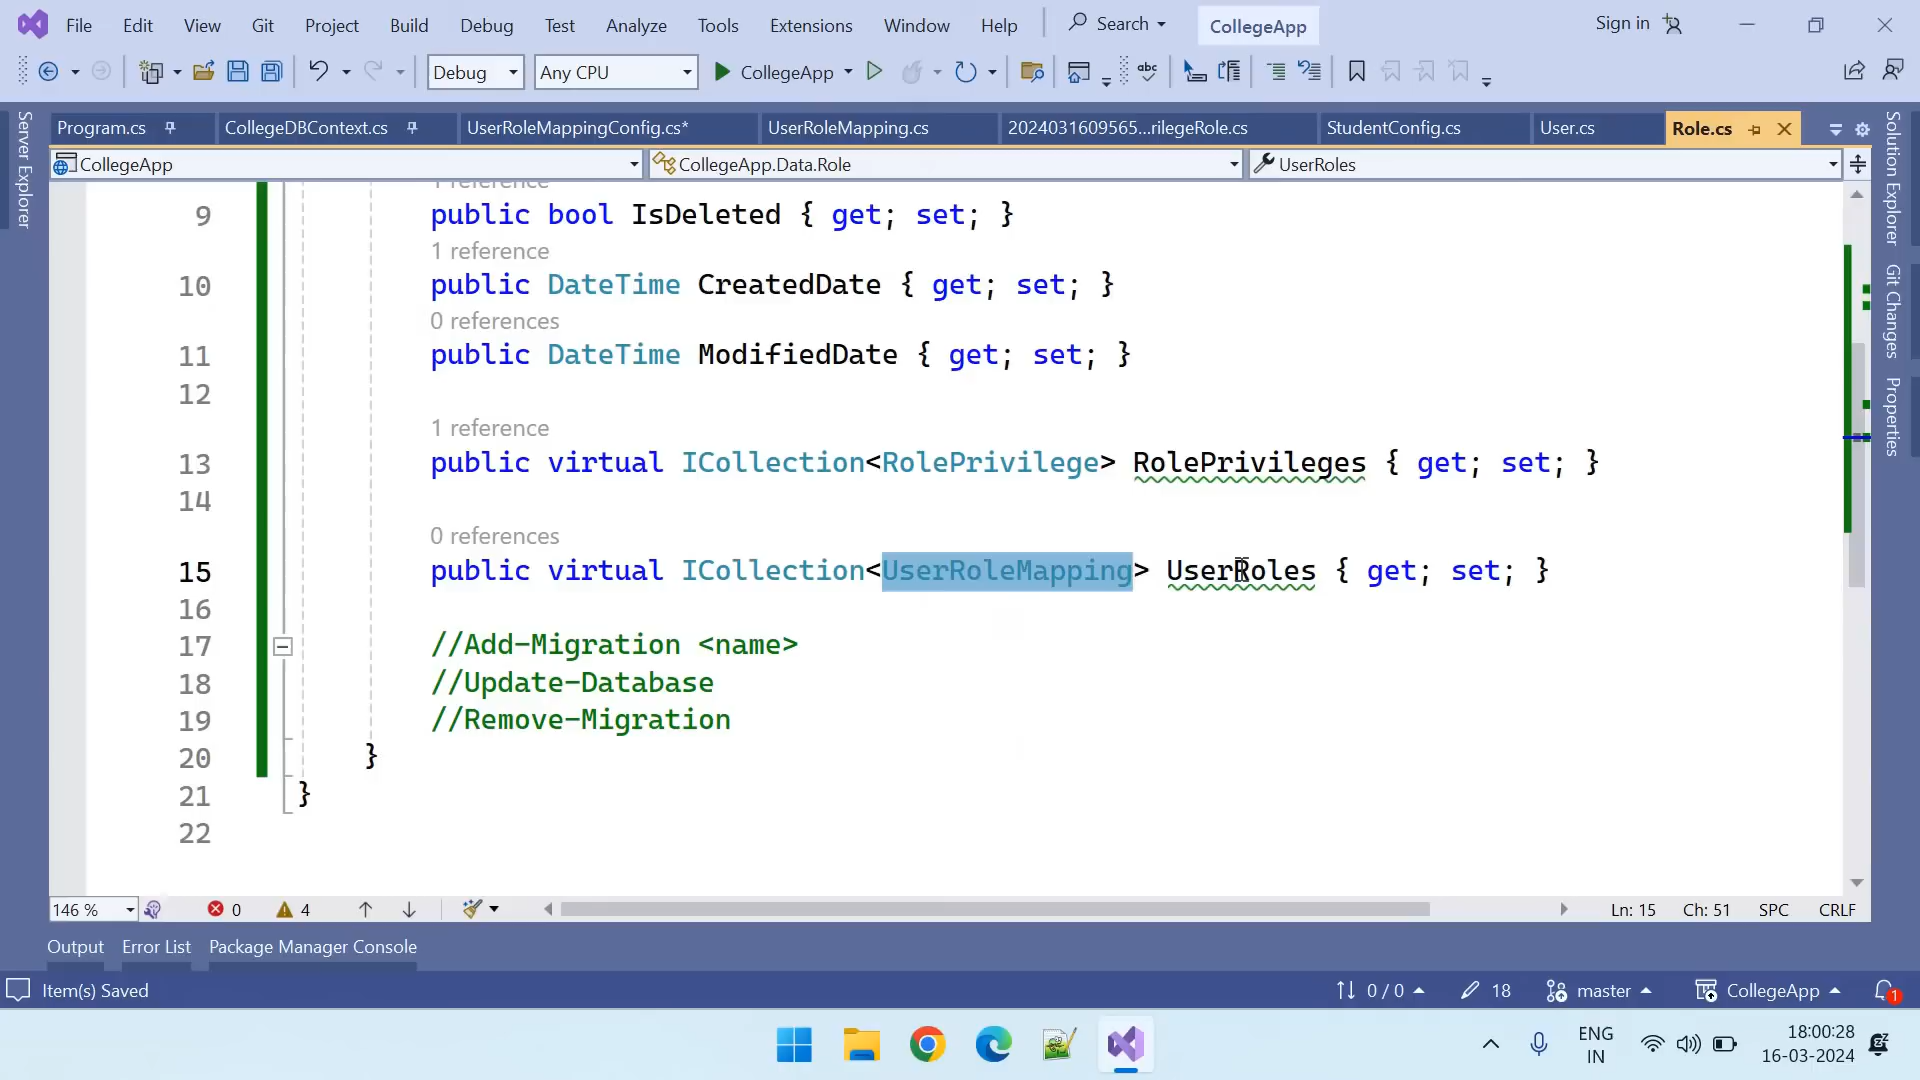 File Edit View Git Project Build Debug Test Analyze Tools Extensions Window Help Search CollegeApp Sign in
Debug Any CPU CollegeApp
Program.cs CollegeDBContext.cs UserRoleMappingConfig.cs* UserRoleMapping.cs 2024031609565...rilegeRole.cs StudentConfig.cs User.cs Role.cs
CollegeApp CollegeApp.Data.Role UserRoles
Server Explorer
Solution Explorer
Git Changes
Properties
1 reference
9 public bool IsDeleted { get; set; }
1 reference
10 public DateTime CreatedDate { get; set; }
0 references
11 public DateTime ModifiedDate { get; set; }
12
1 reference
13 public virtual ICollection<RolePrivilege> RolePrivileges { get; set; }
14
0 references
15 public virtual ICollection<UserRoleMapping> UserRoles { get; set; }
16
17 //Add-Migration <name>
18 //Update-Database
19 //Remove-Migration
20 }
21 }
22
146 % 0 4 Ln: 15 Ch: 51 SPC CRLF
Output Error List Package Manager Console
Item(s) Saved 0 / 0 18 master CollegeApp 1
ENG 18:00:28
IN 16-03-2024